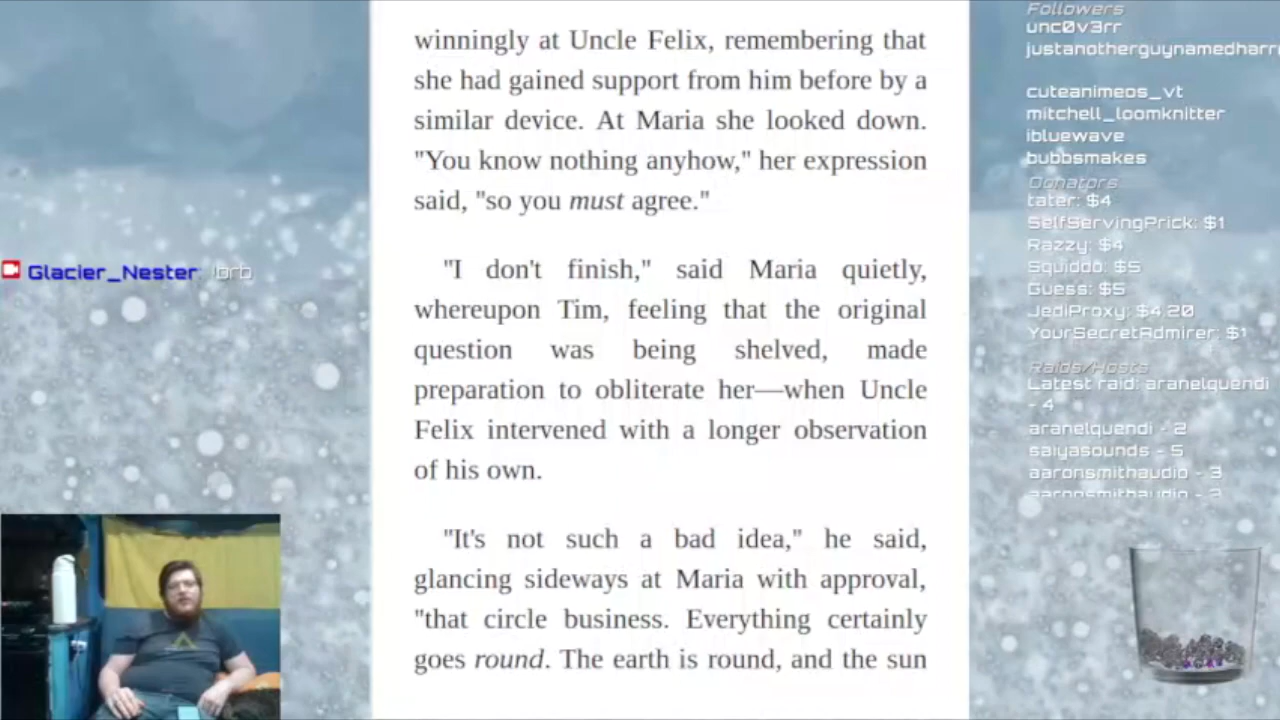 winningly at Uncle Felix, remembering that
she had gained support from him before by a
similar device. At Maria she looked down.
"You know nothing anyhow," her expression
said, "so you must agree."
"I don't finish," said Maria quietly,
whereupon Tim, feeling that the original
question was being shelved, made
preparation to obliterate her—when Uncle
Felix intervened with a longer observation
of his own.
"It's not such a bad idea," he said,
glancing sideways at Maria with approval,
"that circle business. Everything certainly
goes round. The earth is round, and the sun
Glacier_Nester: !brb
Followers
unc0v3rr
justanotherguynamedharr
cuteanimeos_vt
mitchell_loomknitter
ibluewave
bubbsmakes
Donators
tater: $4
SelfServingPrick: $1
Razzy: $4
Squiddo: $5
Guess: $5
JediProxy: $4.20
YourSecretAdmirer: $1
Raids/Hosts
Latest raid: aranelquendi
- 4
aranelquendi - 2
saiyasounds - 5
aaronsmithaudio - 3